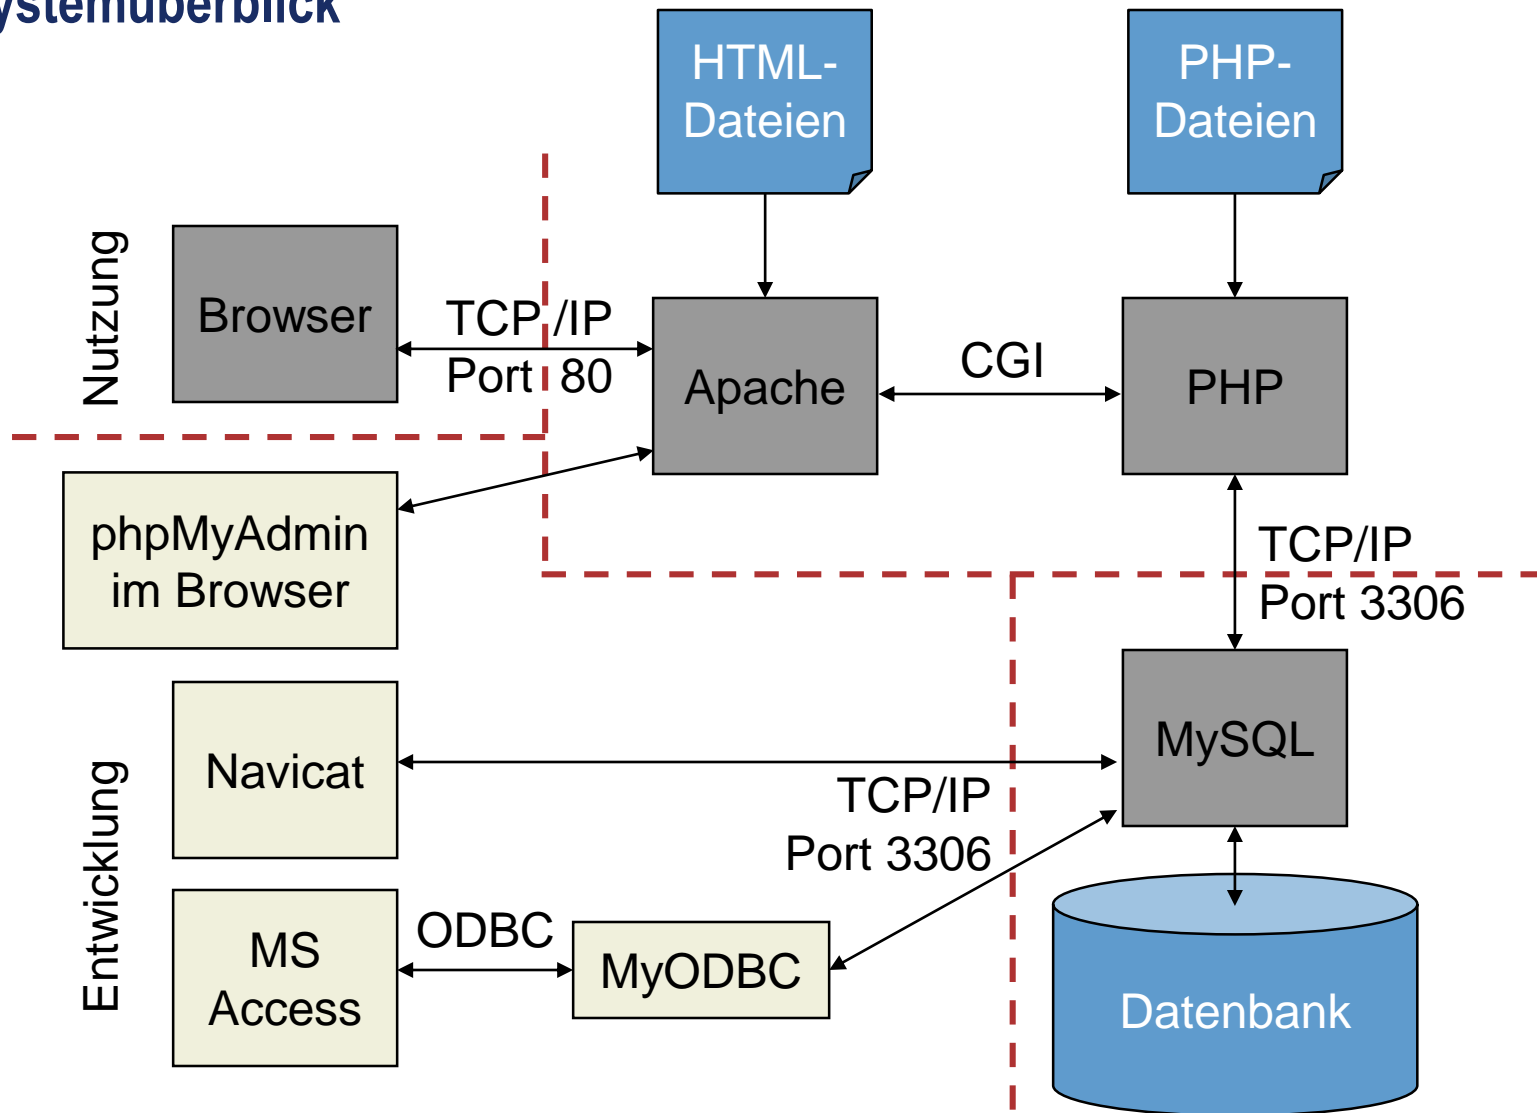 ystemüberblick
HTML-
Dateien
PHP-
Dateien
Nutzung
Browser
TCP /IP
Port 80
Apache
CGI
PHP
phpMyAdmin
im Browser
TCP/IP
Port 3306
Entwicklung
Navicat
TCP/IP
Port 3306
MySQL
MS
Access
ODBC
MyODBC
Datenbank